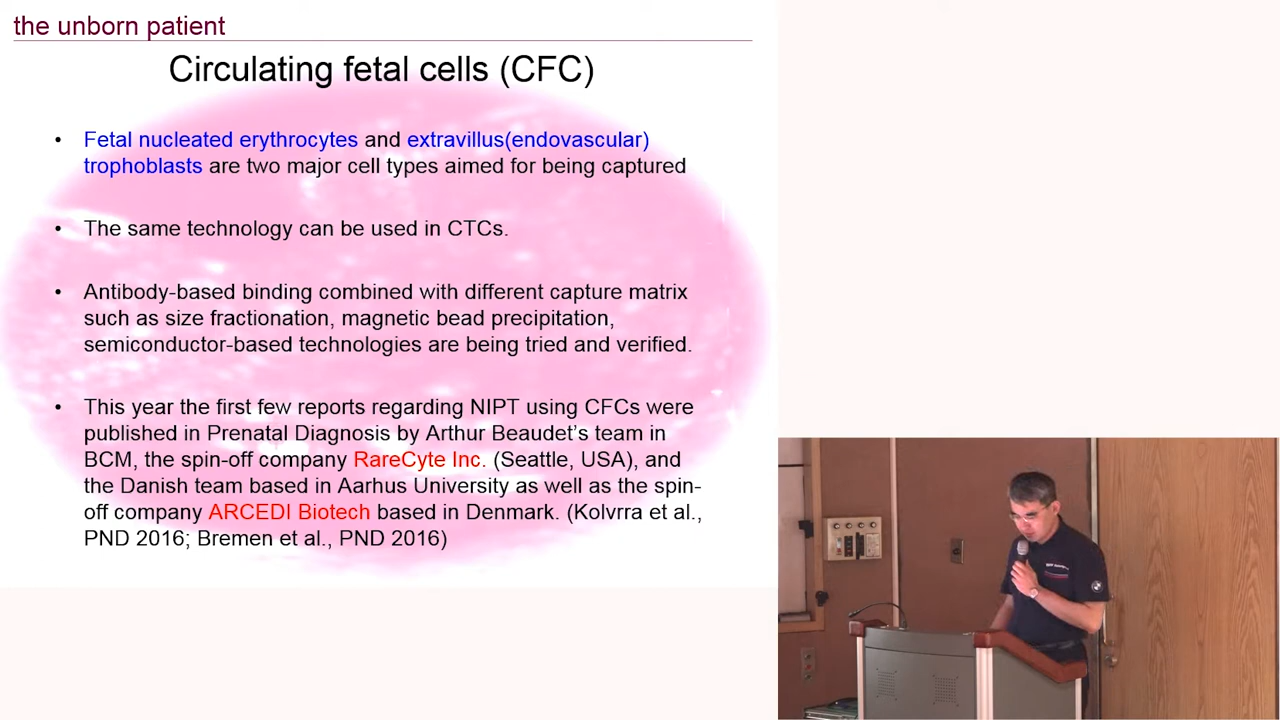 the unborn patient
Circulating fetal cells (CFC)
• Fetal nucleated erythrocytes and extravillus(endovascular)
trophoblasts are two major cell types aimed for being captured
• The same technology can be used in CTCs.
• Antibody-based binding combined with different capture matrix
such as size fractionation, magnetic bead precipitation,
semiconductor-based technologies are being tried and verified.
• This year the first few reports regarding NIPT using CFCs were
published in Prenatal Diagnosis by Arthur Beaudet's team in
BCM, the spin-off company RareCyte Inc. (Seattle, USA), and
the Danish team based in Aarhus University as well as the spin-
off company ARCEDI Biotech based in Denmark. (Kolvrra et al.,
PND 2016; Bremen et al., PND 2016)